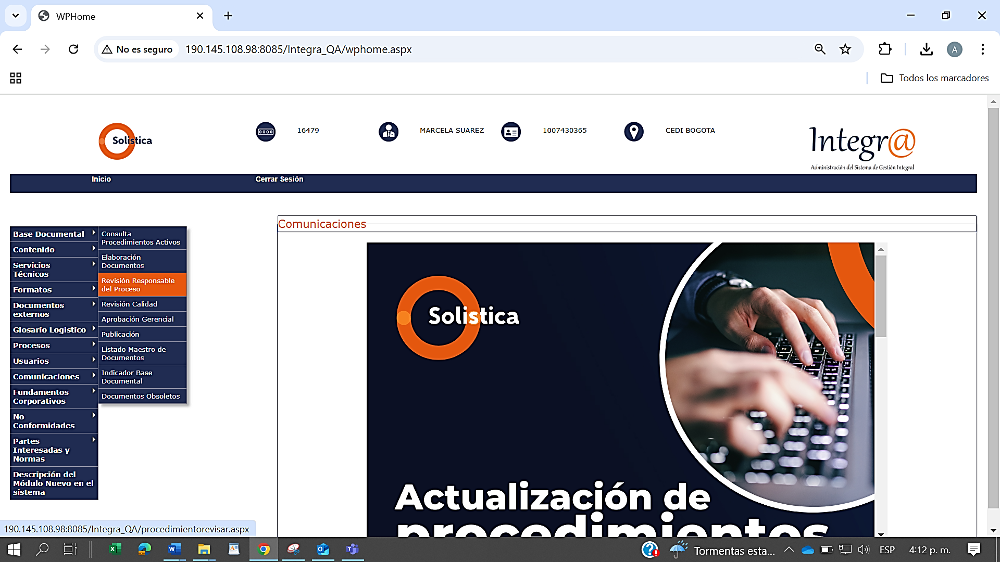 WPHome
No es seguro
190.145.108.98:8085/Integra_QA/wphome.aspx
A
Todos los marcadores
Solistica
16479
MARCELA SUAREZ
1007430365
CEDI BOGOTA
Integr@
Administración del Sistema de Gestión Integral
Inicio
Cerrar Sesión
Base Documental
Contenido
Servicios
Técnicos
Formatos
Documentos
externos
Glosario Logistico
Procesos
Usuarios
Comunicaciones
Fundamentos
Corporativos
No
Conformidades
Partes
Interesadas y
Normas
Descripción del
Módulo Nuevo en el
sistema
Consulta
Procedimientos Activos
Elaboración
Documentos
Revisión Responsable
del Proceso
Revisión Calidad
Aprobación Gerencial
Publicación
Listado Maestro de
Documentos
Indicador Base
Documental
Documentos Obsoletos
Comunicaciones
Solistica
Actualización de
procedimientos
190.145.108.98:8085/Integra_QA/procedimientorevisar.aspx
Tormentas esta...
ESP
4:12 p. m.